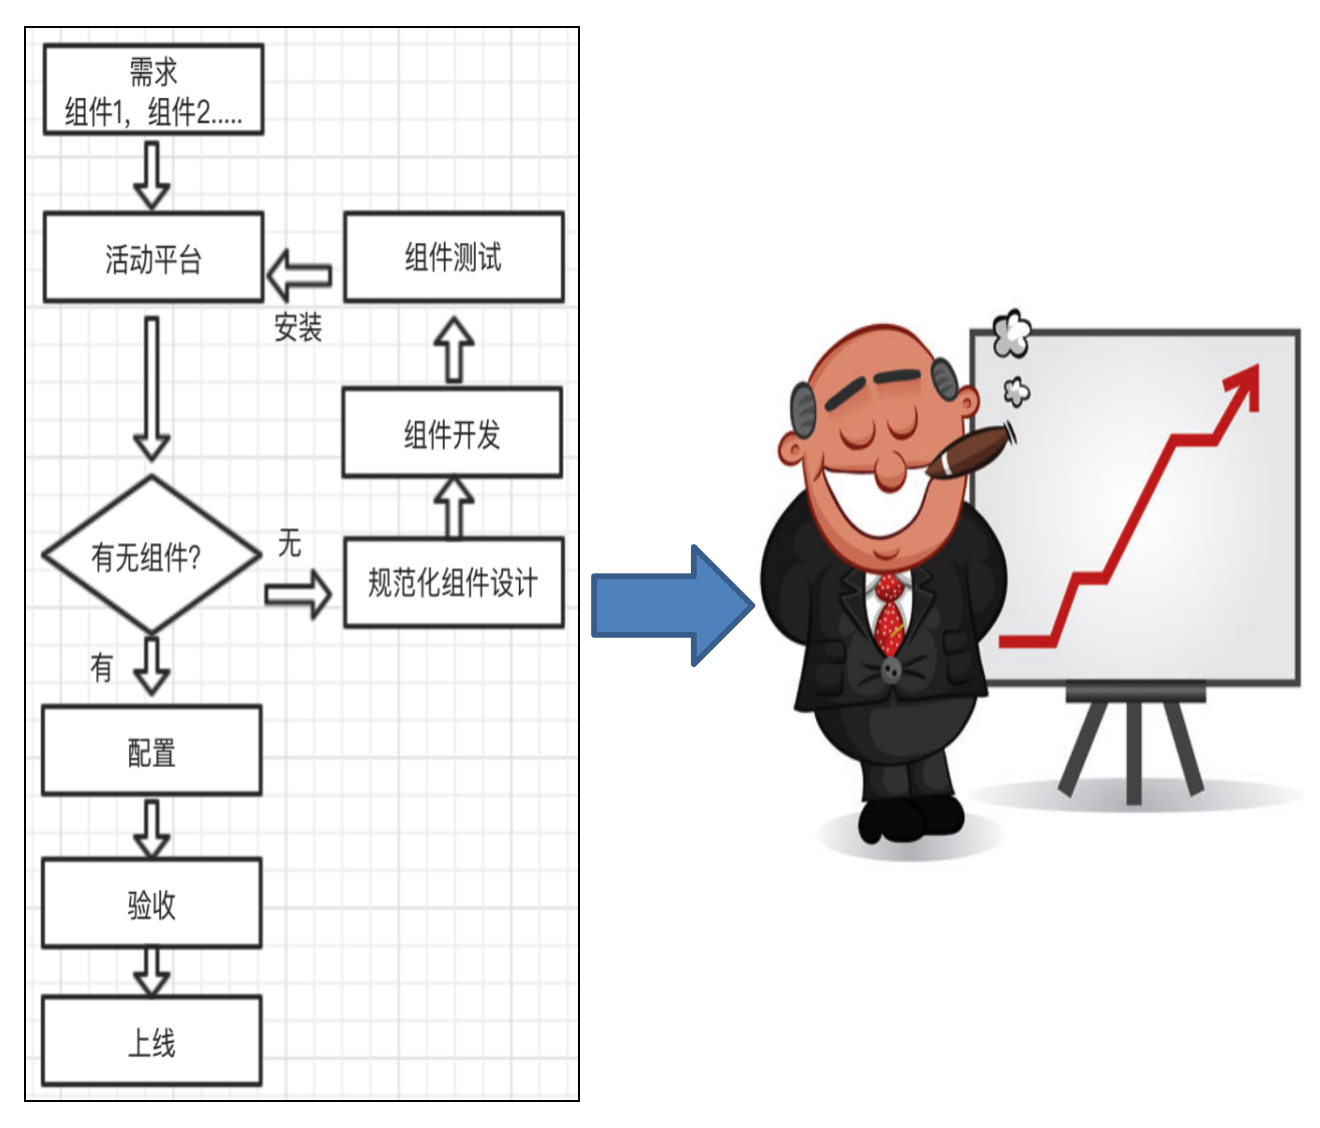 需求
组件1，组件2.....
活动平台
组件测试
安装
组件开发
有无组件?
无
规范化组件设计
有
配置
验收
上线